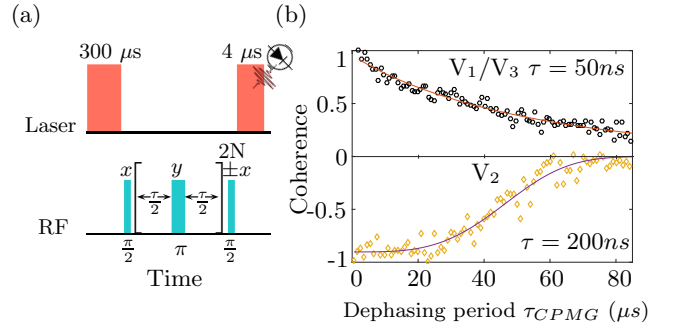 (a)
300 μs
4 μs
Laser
x
y
2N
±x
τ/2
τ/2
RF
π/2
π
π/2
Time
(b)
Coherence
1
0.5
0
-0.5
-1
V₁/V₃ τ = 50ns
V₂
τ = 200ns
0 20 40 60 80
Dephasing period τ_CPMG (μs)